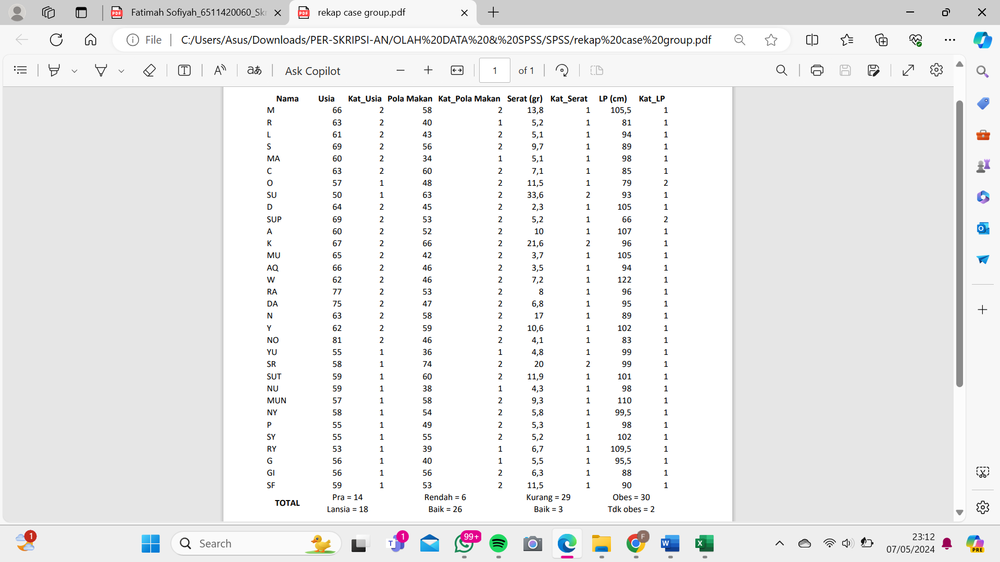 Fatimah Sofiyah_6511420060_Skr
rekap case group.pdf
File
C:/Users/Asus/Downloads/PER-SKRIPSI-AN/OLAH%20DATA%20&%20SPSS/SPSS/rekap%20case%20group.pdf
Ask Copilot
1 of 1
Nama Usia Kat_Usia Pola Makan Kat_Pola Makan Serat (gr) Kat_Serat LP (cm) Kat_LP
M 66 2 58 2 13,8 1 105,5 1
R 63 2 40 1 5,2 1 81 1
L 61 2 43 2 5,1 1 94 1
S 69 2 56 2 9,7 1 89 1
MA 60 2 34 1 5,1 1 98 1
C 63 2 60 2 7,1 1 85 1
O 57 1 48 2 11,5 1 79 2
SU 50 1 63 2 33,6 2 93 1
D 64 2 45 2 2,3 1 105 1
SUP 69 2 53 2 5,2 1 66 2
A 60 2 52 2 10 1 107 1
K 67 2 66 2 21,6 2 96 1
MU 65 2 42 2 3,7 1 105 1
AQ 66 2 46 2 3,5 1 94 1
W 62 2 46 2 7,2 1 122 1
RA 77 2 53 2 8 1 96 1
DA 75 2 47 2 6,8 1 95 1
N 63 2 58 2 17 1 89 1
Y 62 2 59 2 10,6 1 102 1
NO 81 2 46 2 4,1 1 83 1
YU 55 1 36 1 4,8 1 99 1
SR 58 1 74 2 20 2 99 1
SUT 59 1 60 2 11,9 1 101 1
NU 59 1 38 1 4,3 1 98 1
MUN 57 1 58 2 9,3 1 110 1
NY 58 1 54 2 5,8 1 99,5 1
P 55 1 49 2 5,3 1 98 1
SY 55 1 55 2 5,2 1 102 1
RY 53 1 39 1 6,7 1 109,5 1
G 56 1 40 1 5,5 1 95,5 1
GI 56 1 56 2 6,3 1 88 1
SF 59 1 53 2 11,5 1 90 1
TOTAL
Pra = 14 Rendah = 6 Kurang = 29 Obes = 30
Lansia = 18 Baik = 26 Baik = 3 Tdk obes = 2
1
Search
1
99+
F
23:12
07/05/2024
PRE